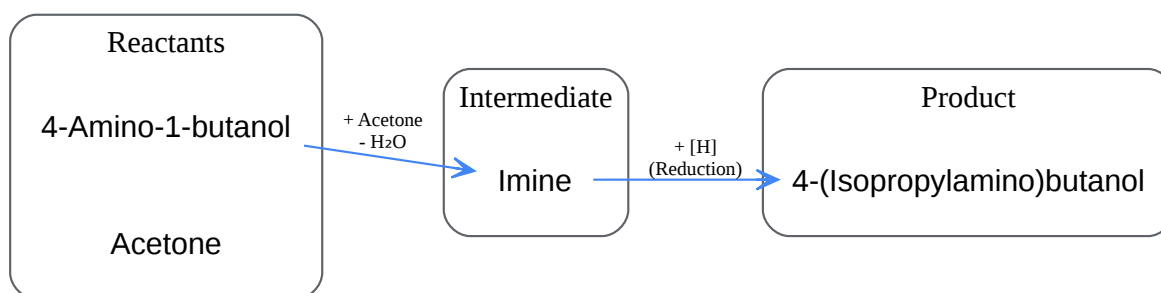 Reactants
4-Amino-1-butanol
Acetone
+ Acetone
- H₂O
Intermediate
Imine
+ [H]
(Reduction)
Product
4-(Isopropylamino)butanol